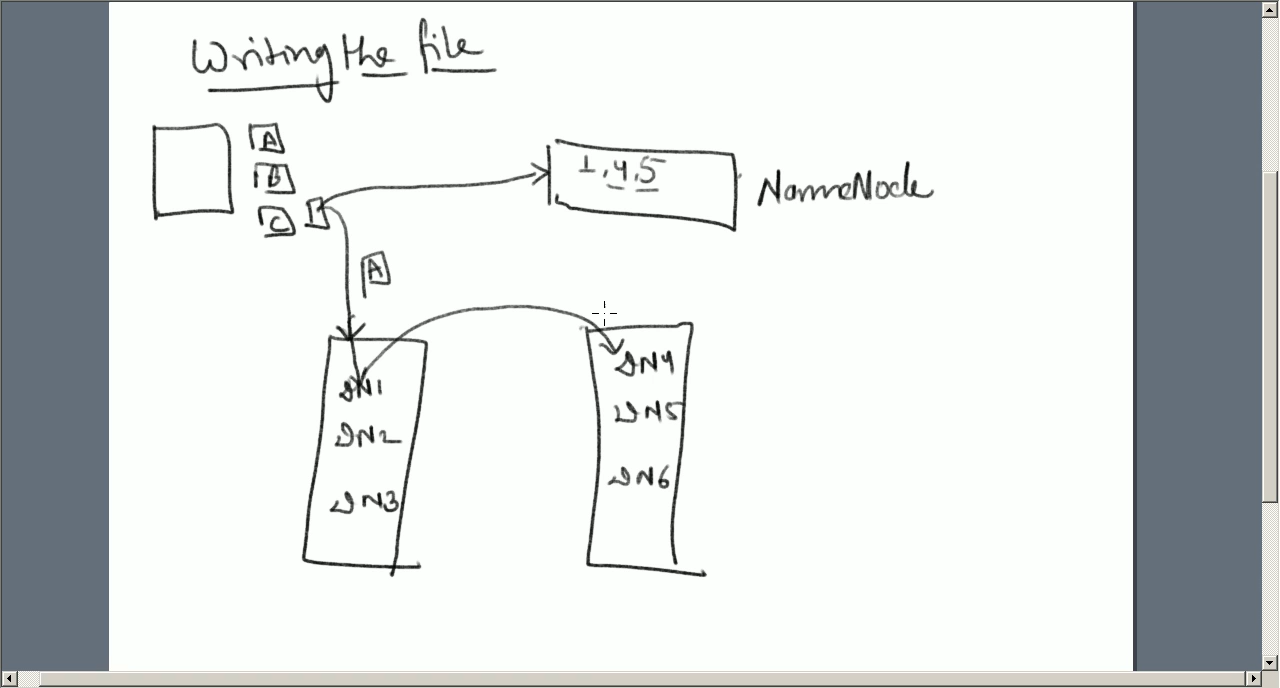 Writing the file
A
B
C
1,4,5
NameNode
A
DN1
DN2
DN3
DN4
DN5
DN6